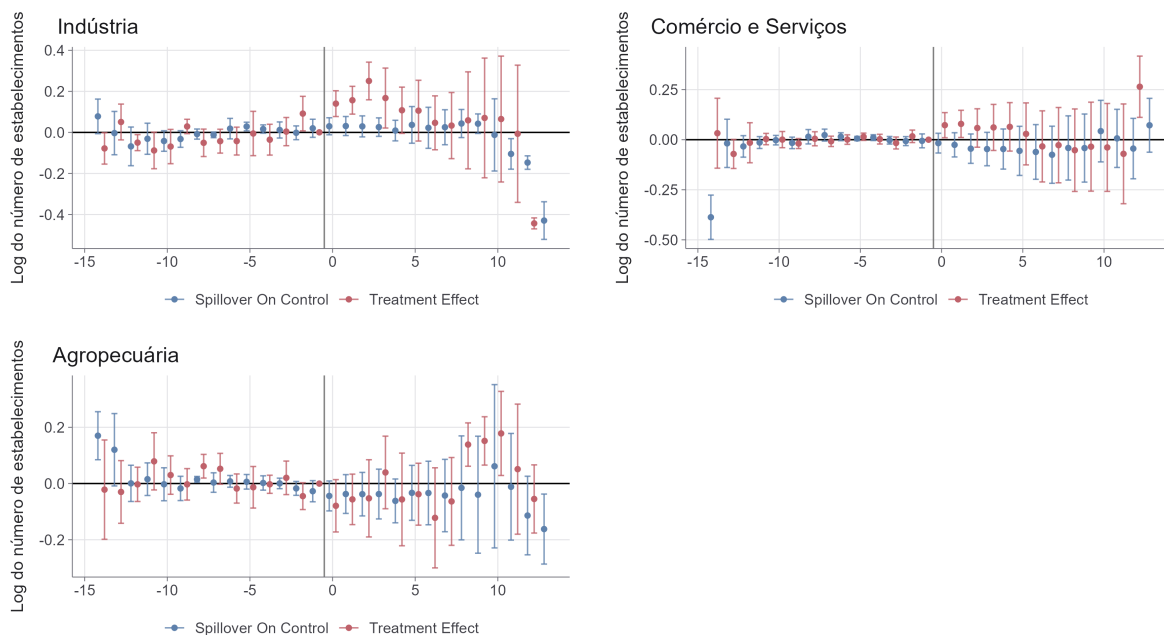 Indústria
Log do número de estabelecimentos
0.4
0.2
0.0
-0.2
-0.4
-15 -10 -5 0 5 10
Spillover On Control Treatment Effect
Comércio e Serviços
Log do número de estabelecimentos
0.25
0.00
-0.25
-0.50
-15 -10 -5 0 5 10
Spillover On Control Treatment Effect
Agropecuária
Log do número de estabelecimentos
0.2
0.0
-0.2
-15 -10 -5 0 5 10
Spillover On Control Treatment Effect